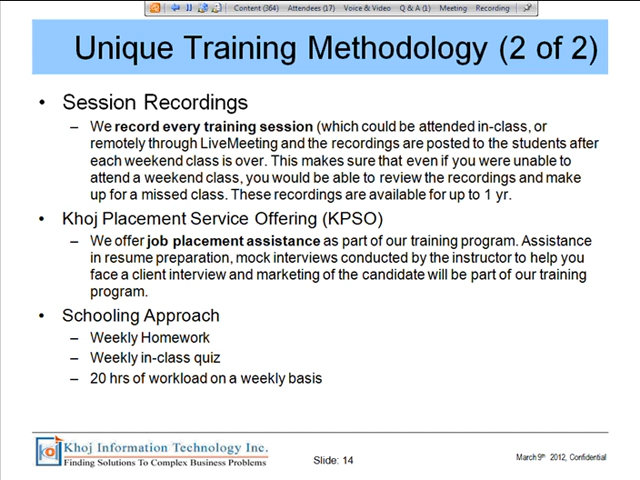 Content (364) Attendees (17) Voice & Video Q & A (1) Meeting Recording
Unique Training Methodology (2 of 2)
• Session Recordings
– We record every training session (which could be attended in-class, or
remotely through LiveMeeting and the recordings are posted to the students after
each weekend class is over. This makes sure that even if you were unable to
attend a weekend class, you would be able to review the recordings and make
up for a missed class. These recordings are available for up to 1 yr.
• Khoj Placement Service Offering (KPSO)
– We offer job placement assistance as part of our training program. Assistance
in resume preparation, mock interviews conducted by the instructor to help you
face a client interview and marketing of the candidate will be part of our training
program.
• Schooling Approach
– Weekly Homework
– Weekly in-class quiz
– 20 hrs of workload on a weekly basis
koj Khoj Information Technology Inc.
Finding Solutions To Complex Business Problems
Slide: 14
March 9th 2012, Confidential